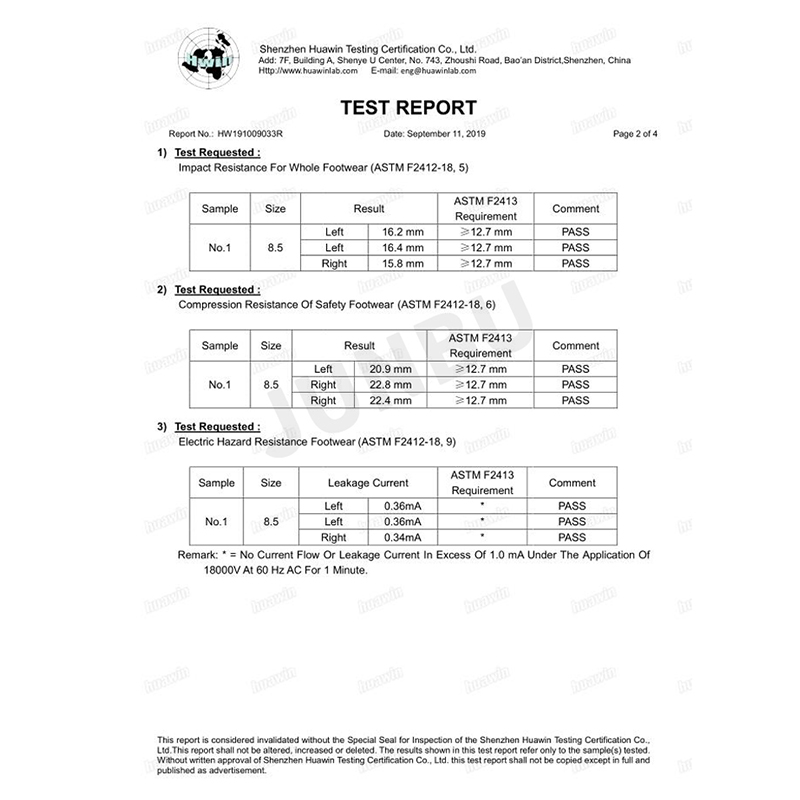 Huawin
Shenzhen Huawin Testing Certification Co., Ltd.
Add: 7F, Building A, Shenye U Center, No. 743, Zhoushi Road, Bao'an District,Shenzhen, China
Http://www.huawinlab.com E-mail: eng@huawinlab.com
TEST REPORT
Report No.: HW191009033R Date: September 11, 2019 Page 2 of 4
1) Test Requested :
Impact Resistance For Whole Footwear (ASTM F2412-18, 5)
Sample Size Result ASTM F2413 Requirement Comment
No.1 8.5 Left 16.2 mm ≥12.7 mm PASS
Left 16.4 mm ≥12.7 mm PASS
Right 15.8 mm ≥12.7 mm PASS
2) Test Requested :
Compression Resistance Of Safety Footwear (ASTM F2412-18, 6)
Sample Size Result ASTM F2413 Requirement Comment
No.1 8.5 Left 20.9 mm ≥12.7 mm PASS
Right 22.8 mm ≥12.7 mm PASS
Right 22.4 mm ≥12.7 mm PASS
JUNBU
3) Test Requested :
Electric Hazard Resistance Footwear (ASTM F2412-18, 9)
Sample Size Leakage Current ASTM F2413 Requirement Comment
No.1 8.5 Left 0.36mA * PASS
Left 0.36mA * PASS
Right 0.34mA * PASS
Remark: * = No Current Flow Or Leakage Current In Excess Of 1.0 mA Under The Application Of
18000V At 60 Hz AC For 1 Minute.
This report is considered invalidated without the Special Seal for Inspection of the Shenzhen Huawin Testing Certification Co.,
Ltd.This report shall not be altered, increased or deleted. The results shown in this test report refer only to the sample(s) tested.
Without written approval of Shenzhen Huawin Testing Certification Co., Ltd. this test report shall not be copied except in full and
published as advertisement.